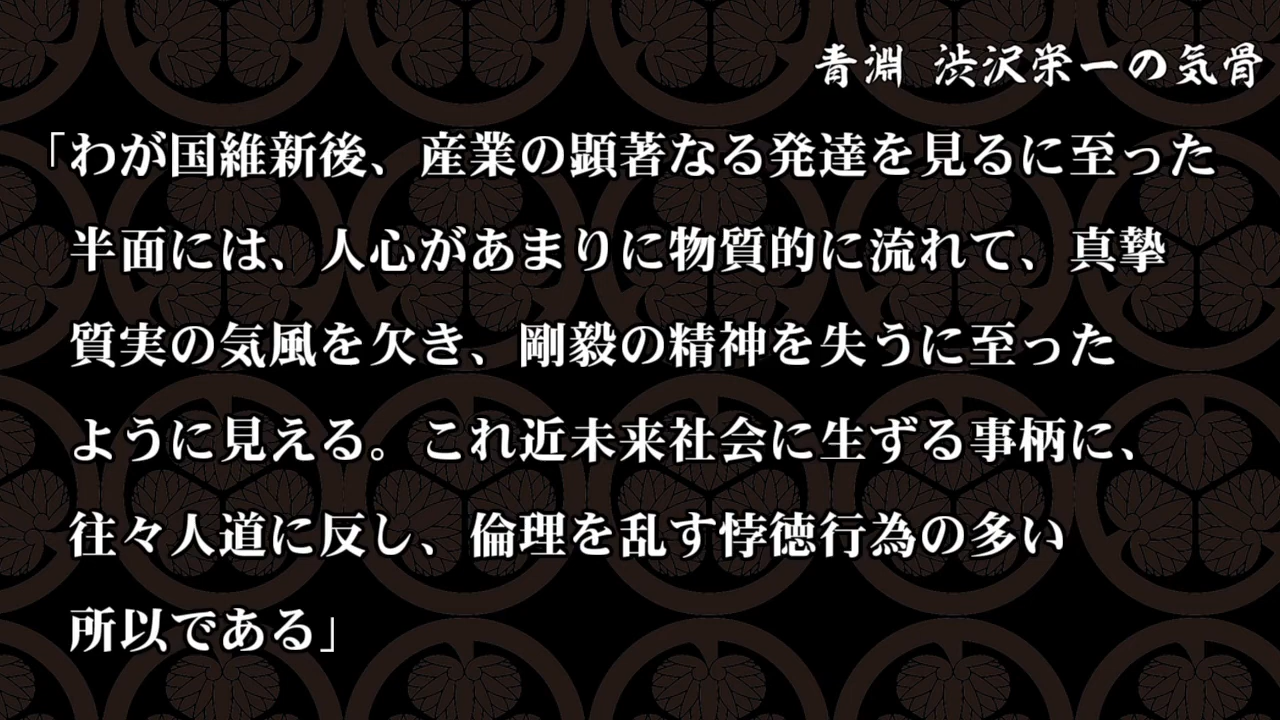 青淵 渋沢栄一の気骨
「わが国維新後、産業の顕著なる発達を見るに至った
半面には、人心があまりに物質的に流れて、真摯
質実の気風を欠き、剛毅の精神を失うに至った
ように見える。これ近未来社会に生ずる事柄に、
往々人道に反し、倫理を乱す悖徳行為の多い
所以である」